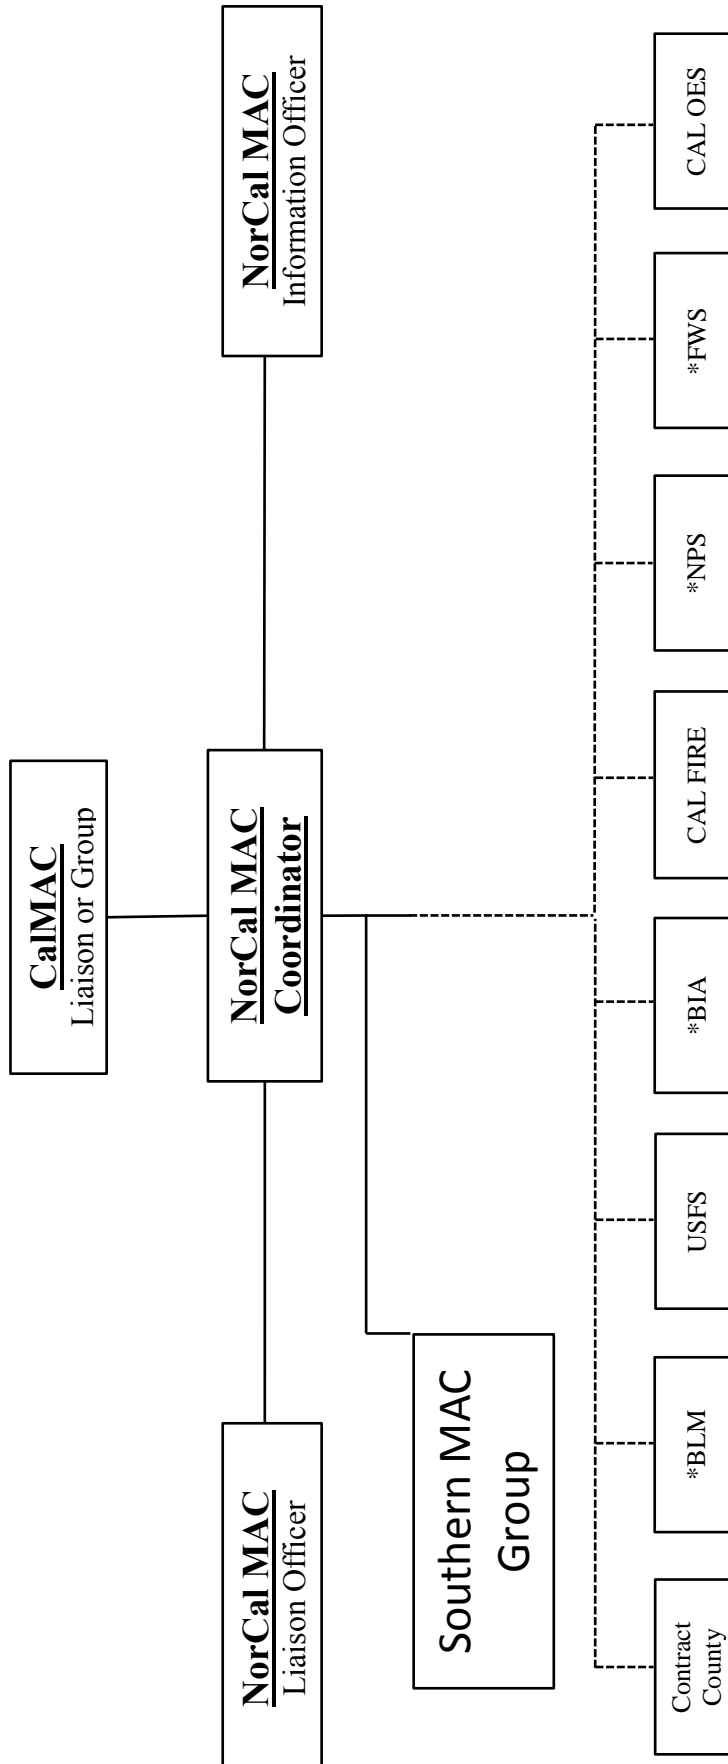 CalMAC
Liaison or Group
NorCal MAC
Liaison Officer
NorCal MAC
Coordinator
NorCal MAC
Information Officer
Southern MAC
Group
Contract
County
*BLM
USFS
*BIA
CAL FIRE
*NPS
*FWS
CAL OES